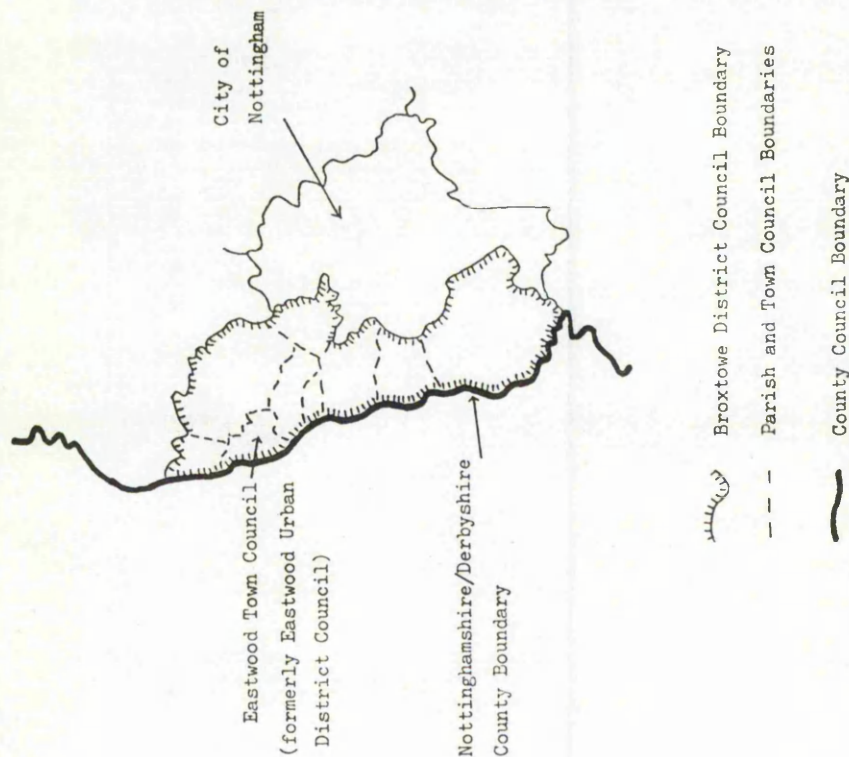 City of
Nottingham
Eastwood Town Council
(formerly Eastwood Urban
District Council)
Nottinghamshire/Derbyshire
County Boundary
Broxtowe District Council Boundary
Parish and Town Council Boundaries
County Council Boundary